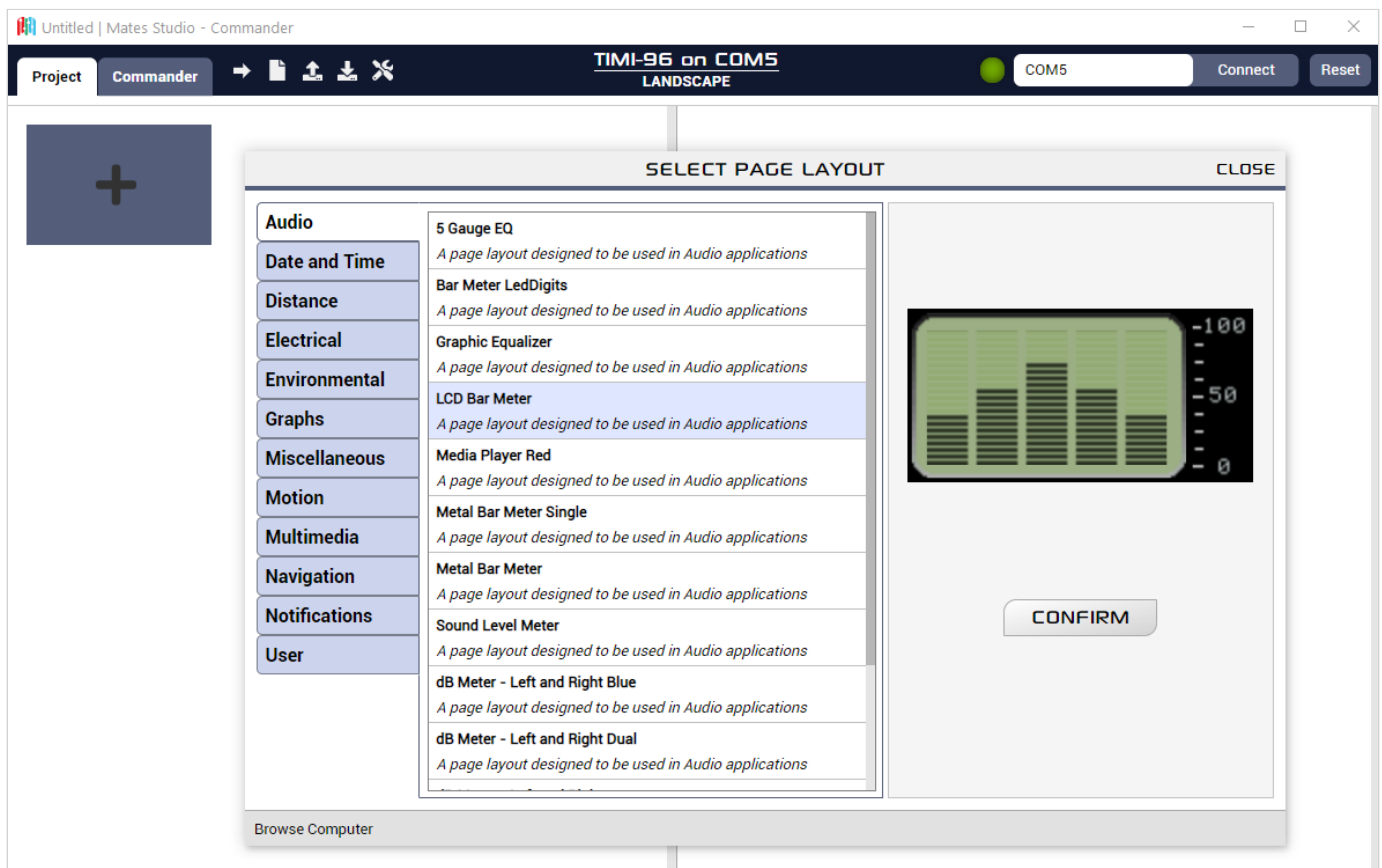 Untitled | Mates Studio - Commander
Project
Commander
TIMI-96 on COM5
LANDSCAPE
COM5
Connect
Reset
SELECT PAGE LAYOUT
CLOSE
Audio
Date and Time
Distance
Electrical
Environmental
Graphs
Miscellaneous
Motion
Multimedia
Navigation
Notifications
User
5 Gauge EQ
A page layout designed to be used in Audio applications
Bar Meter LedDigits
A page layout designed to be used in Audio applications
Graphic Equalizer
A page layout designed to be used in Audio applications
LCD Bar Meter
A page layout designed to be used in Audio applications
Media Player Red
A page layout designed to be used in Audio applications
Metal Bar Meter Single
A page layout designed to be used in Audio applications
Metal Bar Meter
A page layout designed to be used in Audio applications
Sound Level Meter
A page layout designed to be used in Audio applications
dB Meter - Left and Right Blue
A page layout designed to be used in Audio applications
dB Meter - Left and Right Dual
A page layout designed to be used in Audio applications
100
50
0
CONFIRM
Browse Computer